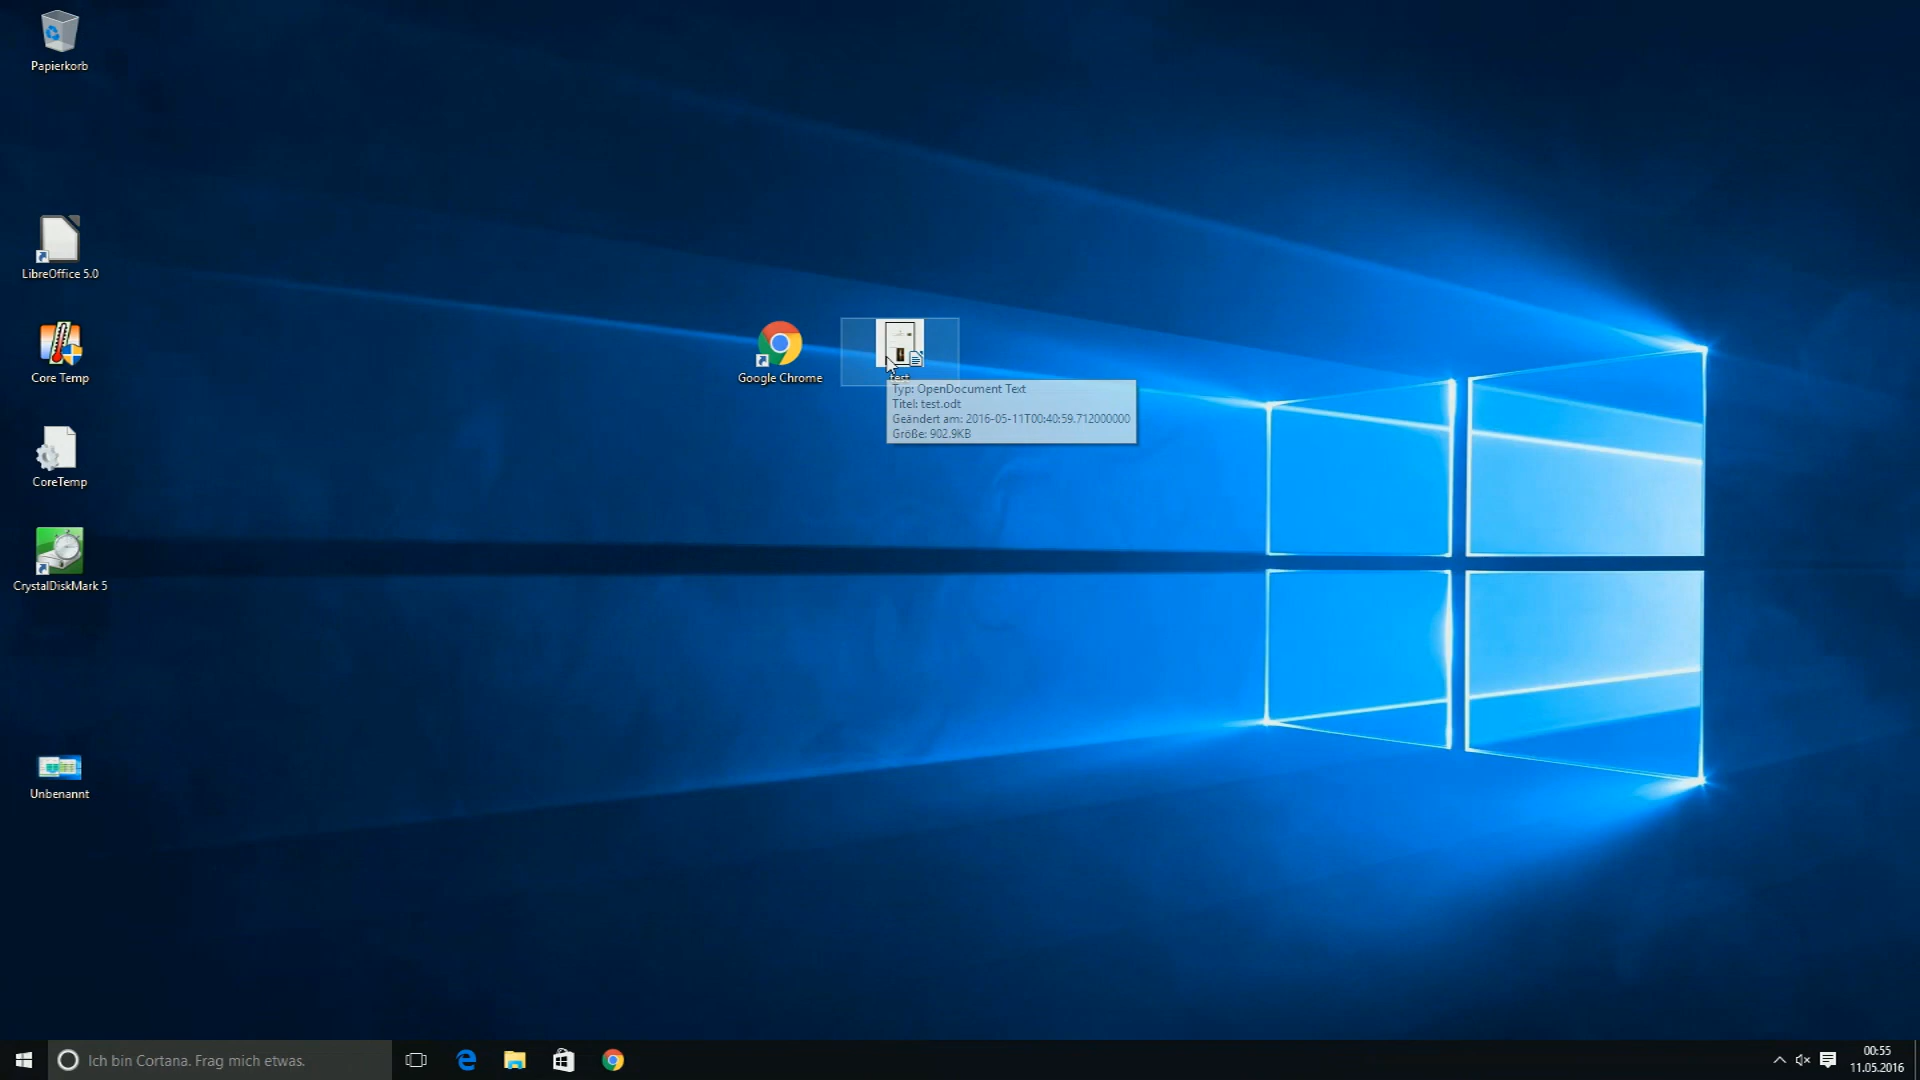 Papierkorb
LibreOffice 5.0
Core Temp
Google Chrome
test
Typ: OpenDocument Text
Titel: test.odt
Geändert am: 2016-05-11T00:40:59.712000000
Größe: 902.9KB
CoreTemp
CrystalDiskMark 5
Unbenannt
Ich bin Cortana. Frag mich etwas.
00:55
11.05.2016